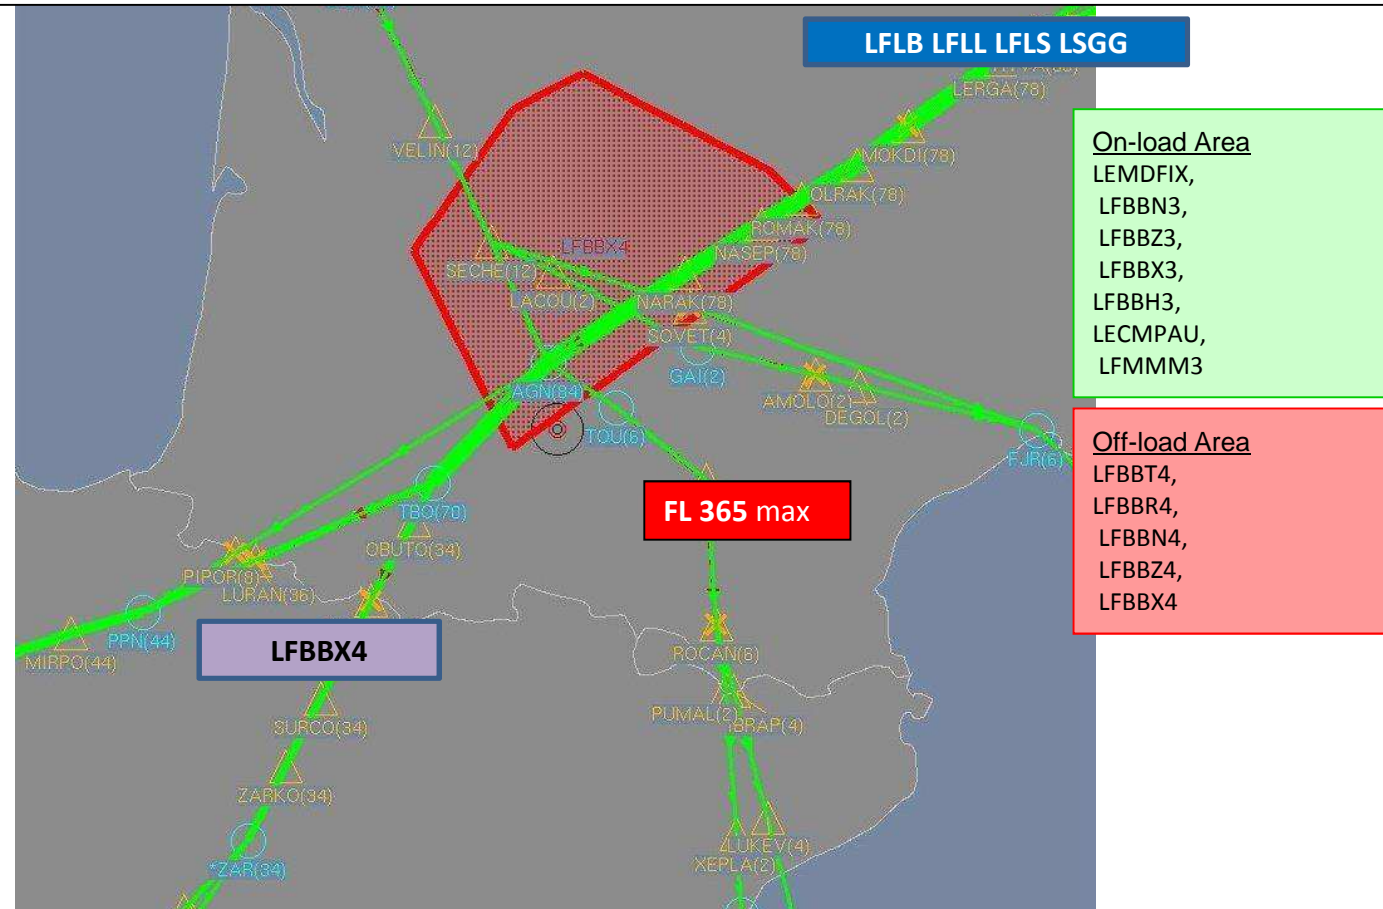 LFLB LFLL LFLS LSGG
LERGA(78)
MOKDI(78)
VELIN(12)
OLRAK(78)
ROMAK(78)
LFBBX4
NASEP(78)
SECHE(12)
LACOU(2)
NARAK(78)
SOVET(4)
GAI(2)
AGN(84)
AMOLO(2)
DEGOL(2)
TOU(6)
FJR(6)
TBO(70)
FL 365 max
OBUTO(34)
PIPOR(8)
LURAN(36)
PPN(44)
MIRPO(44)
LFBBX4
ROCAN(6)
SURCO(34)
PUMAL(2)
IBRAP(4)
ZARKO(34)
LUKEV(4)
XEPLA(2)
*ZAR(34)
On-load Area
LEMDFIX,
LFBBN3,
LFBBZ3,
LFBBX3,
LFBBH3,
LECMPAU,
LFMMM3
Off-load Area
LFBBT4,
LFBBR4,
LFBBN4,
LFBBZ4,
LFBBX4